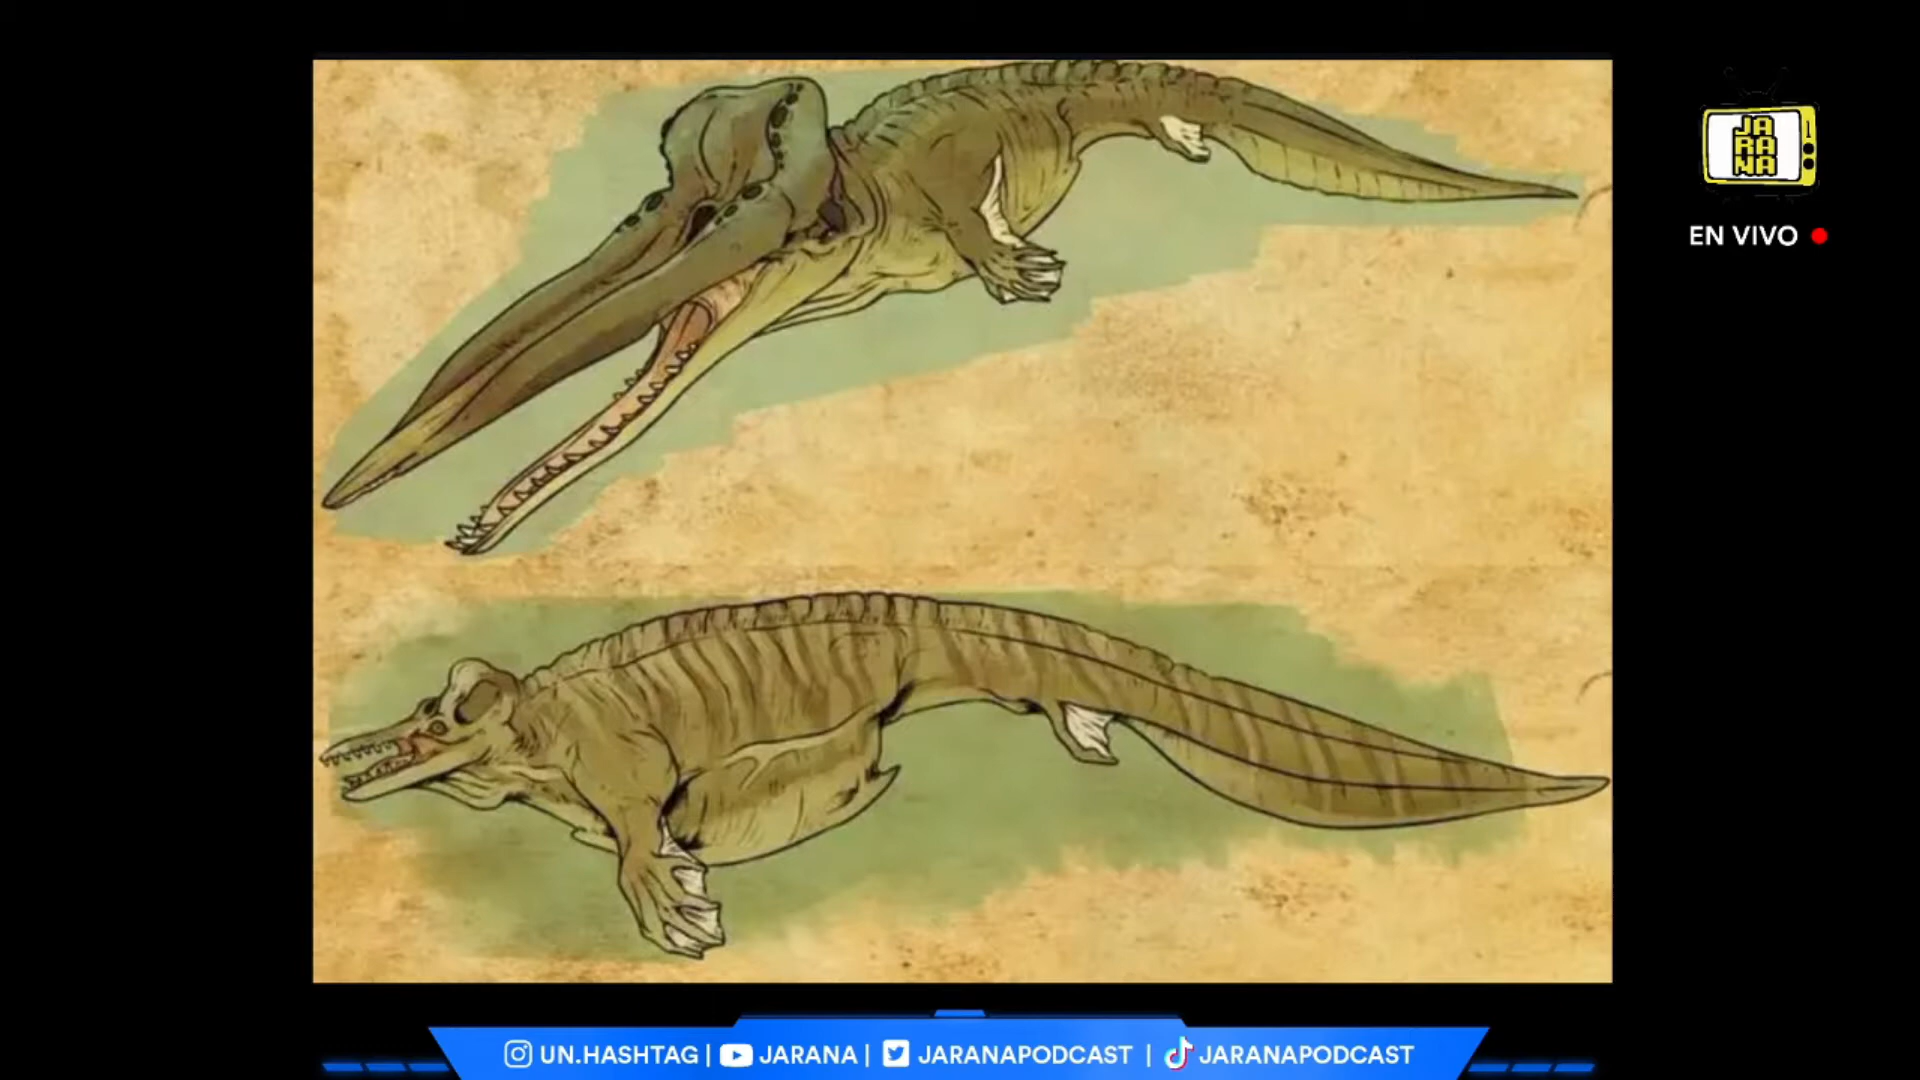 JA
RA
NA
EN VIVO
UN.HASHTAG | JARANA | JARANAPODCAST | JARANAPODCAST